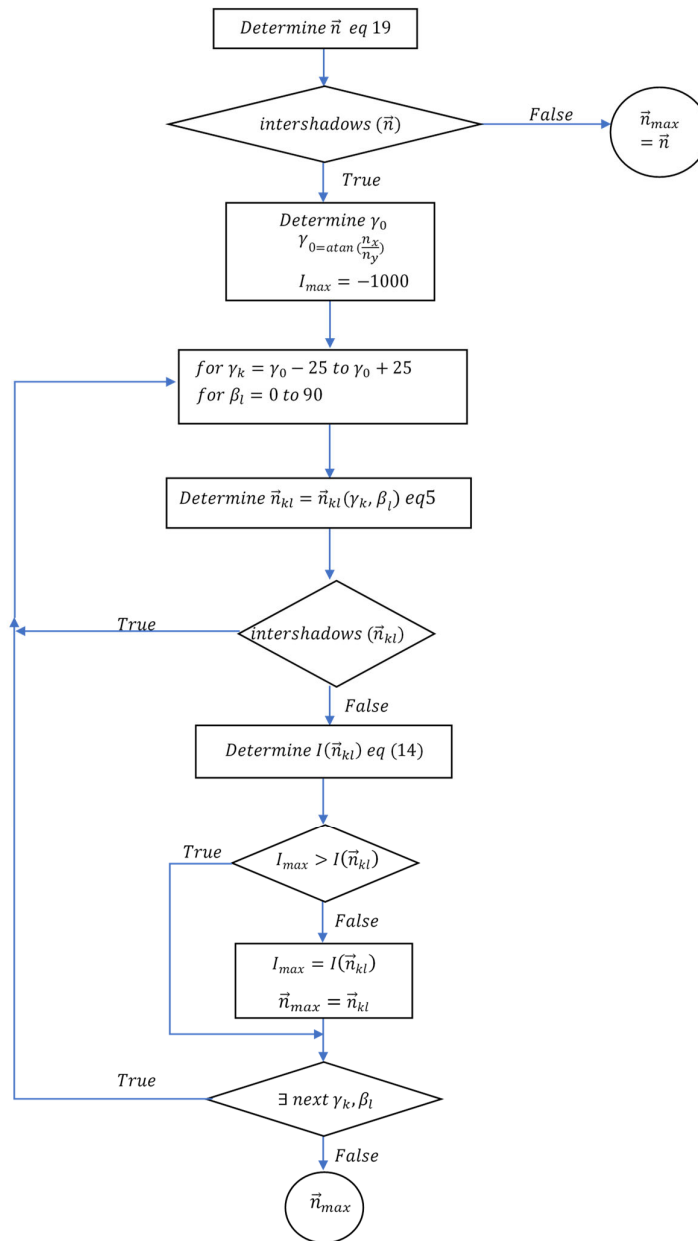 Determine n⃗ eq 19
intershadows (n⃗)
False
n⃗max
= n⃗
True
Determine γ0
γ0=atan(nx/ny)
Imax = −1000
for γk = γ0 − 25 to γ0 + 25
for βl = 0 to 90
Determine n⃗kl = n⃗kl(γk, βl) eq5
True
intershadows (n⃗kl)
False
Determine I(n⃗kl) eq (14)
True
Imax > I(n⃗kl)
False
Imax = I(n⃗kl)
n⃗max = n⃗kl
True
∃ next γk, βl
False
n⃗max